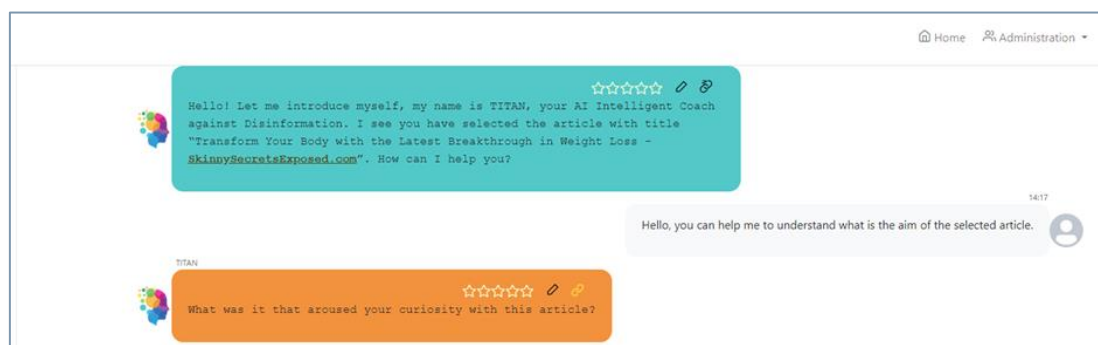 Home Administration
Hello! Let me introduce myself, my name is TITAN, your AI Intelligent Coach
against Disinformation. I see you have selected the article with title
"Transform Your Body with the Latest Breakthrough in Weight Loss -
SkinnySecretsExposed.com". How can I help you?
14:17
Hello, you can help me to understand what is the aim of the selected article.
TITAN
What was it that aroused your curiosity with this article?